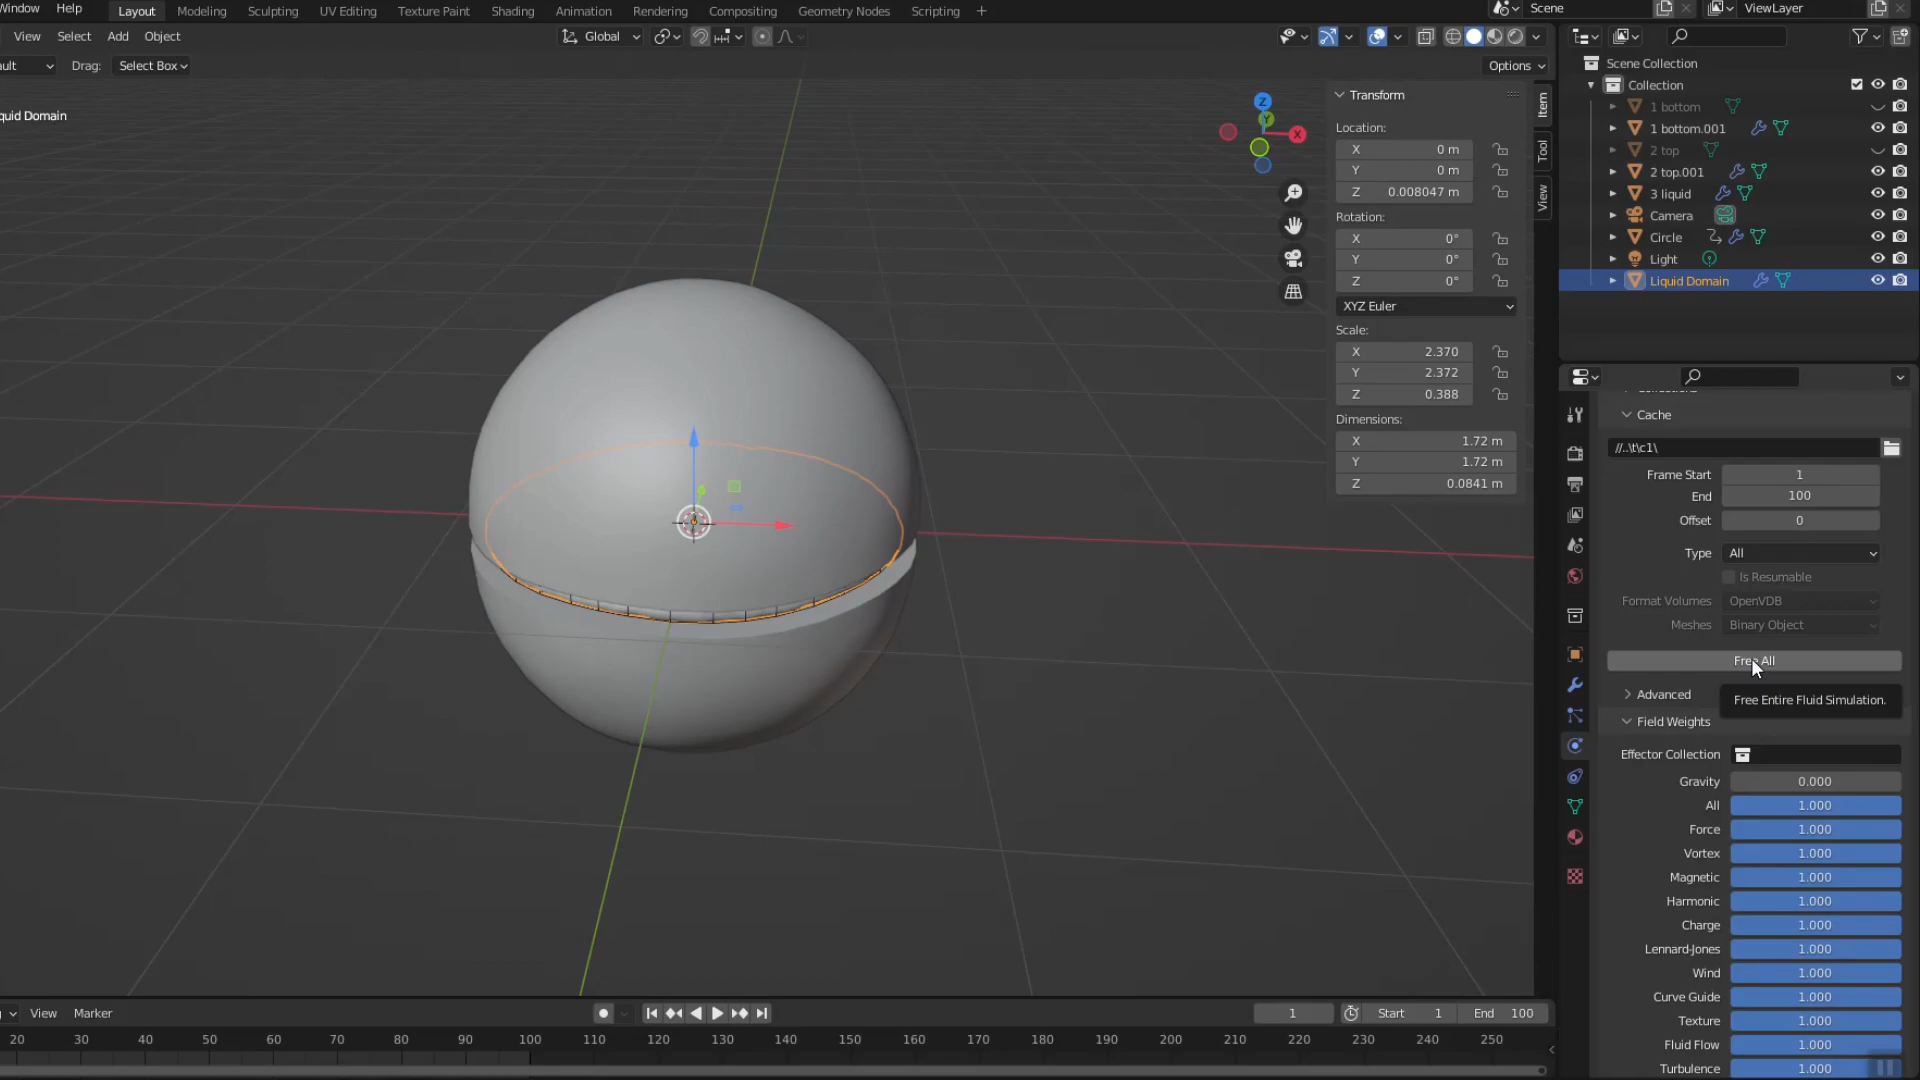 Window Help Layout Modeling Sculpting UV Editing Texture Paint Shading Animation Rendering Compositing Geometry Nodes Scripting + Scene ViewLayer
View Select Add Object Global
ault Drag: Select Box Options
quid Domain
Transform
Location:
X 0 m
Y 0 m
Z 0.008047 m
Rotation:
X 0°
Y 0°
Z 0°
XYZ Euler
Scale:
X 2.370
Y 2.372
Z 0.388
Dimensions:
X 1.72 m
Y 1.72 m
Z 0.0841 m
Item
Tool
View
Z
Y
X
Scene Collection
Collection
1 bottom
1 bottom.001
2 top
2 top.001
3 liquid
Camera
Circle
Light
Liquid Domain
Cache
//..\t\c1\
Frame Start 1
End 100
Offset 0
Type All
Is Resumable
Format Volumes OpenVDB
Meshes Binary Object
Free All
Advanced
Free Entire Fluid Simulation.
Field Weights
Effector Collection
Gravity 0.000
All 1.000
Force 1.000
Vortex 1.000
Magnetic 1.000
Harmonic 1.000
Charge 1.000
Lennard-Jones 1.000
Wind 1.000
Curve Guide 1.000
Texture 1.000
Fluid Flow 1.000
Turbulence 1.000
View Marker 1 Start 1 End 100
20 30 40 50 60 70 80 90 100 110 120 130 140 150 160 170 180 190 200 210 220 230 240 250